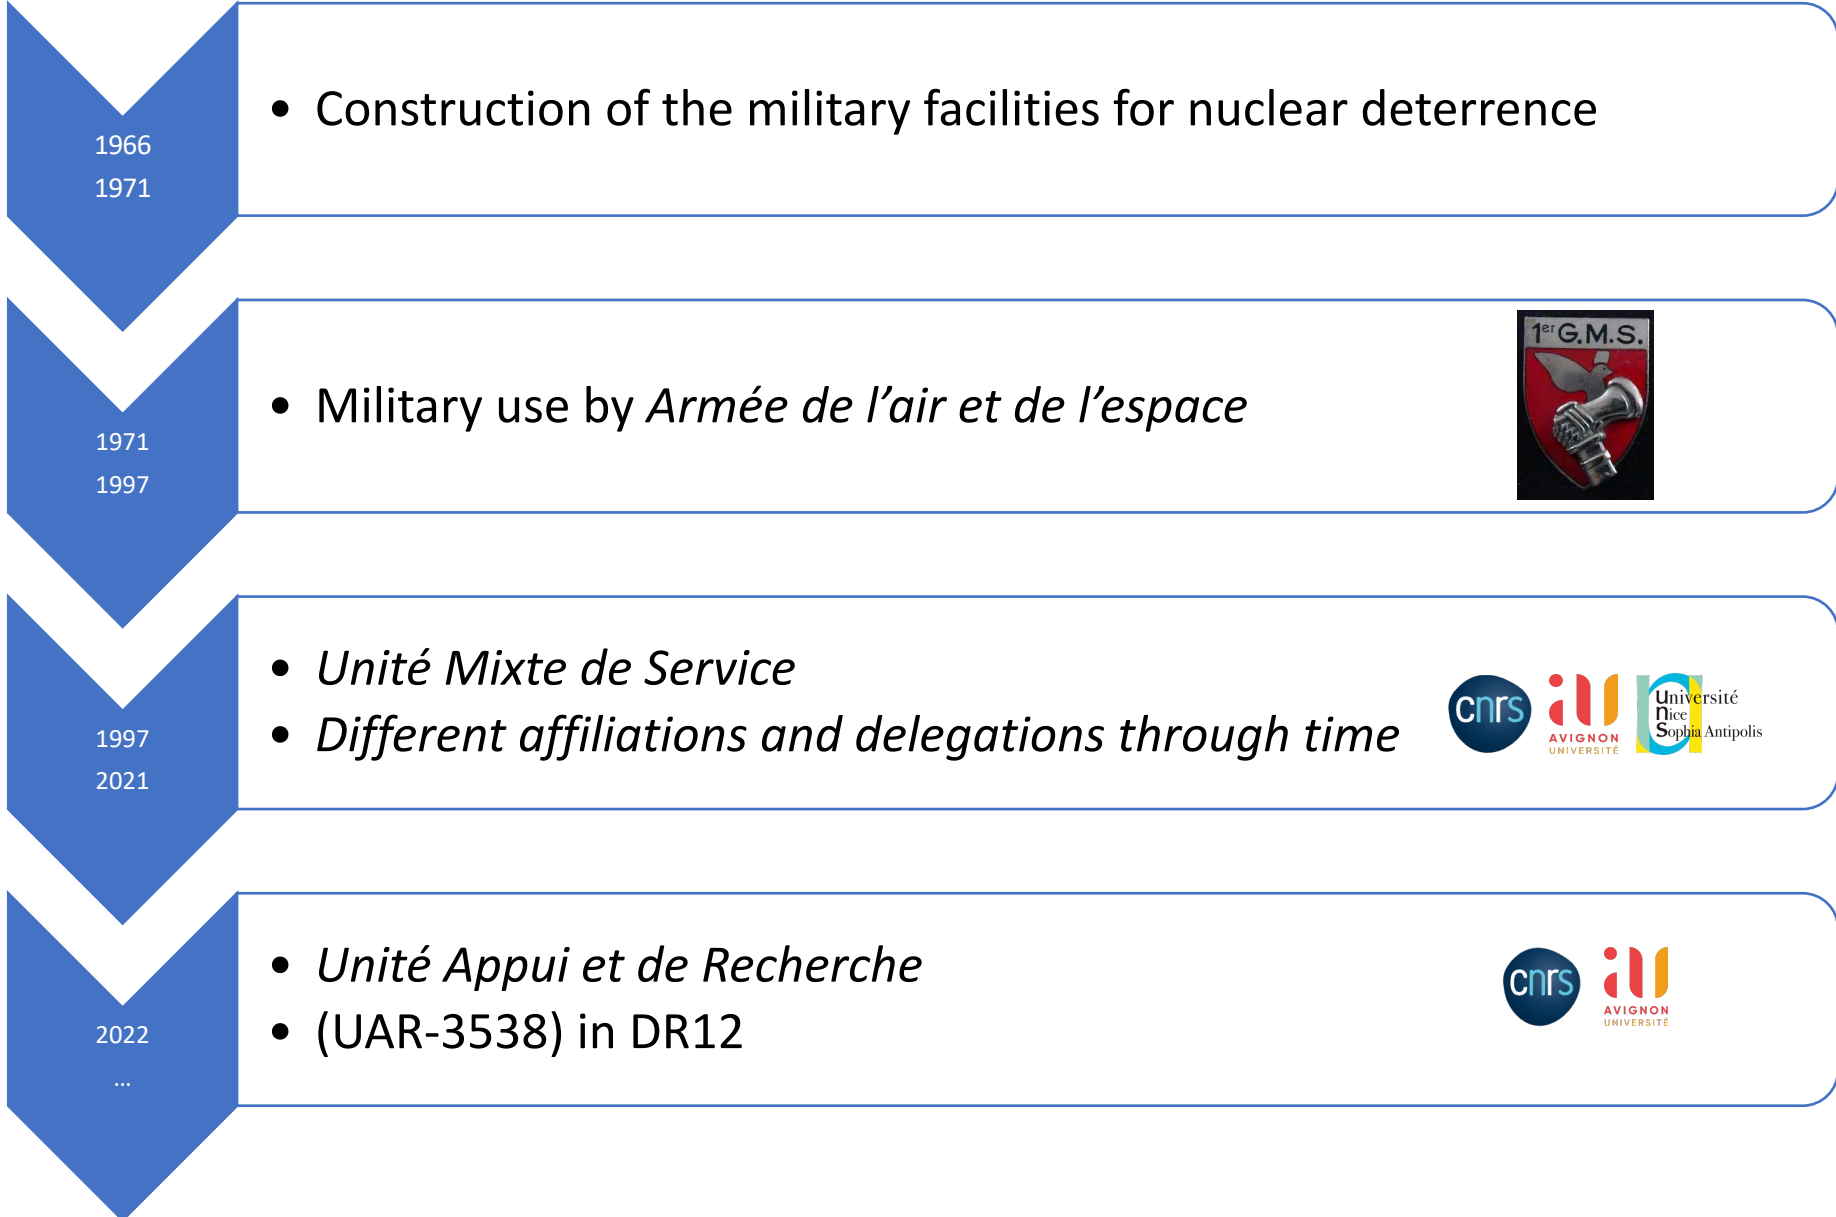 1966
1971
• Construction of the military facilities for nuclear deterrence
1971
1997
• Military use by Armée de l’air et de l’espace
1er G.M.S.
1997
2021
• Unité Mixte de Service
• Different affiliations and delegations through time
cnrs
AVIGNON
UNIVERSITÉ
Université
nice
Sophia Antipolis
2022
...
• Unité Appui et de Recherche
• (UAR-3538) in DR12
cnrs
AVIGNON
UNIVERSITÉ